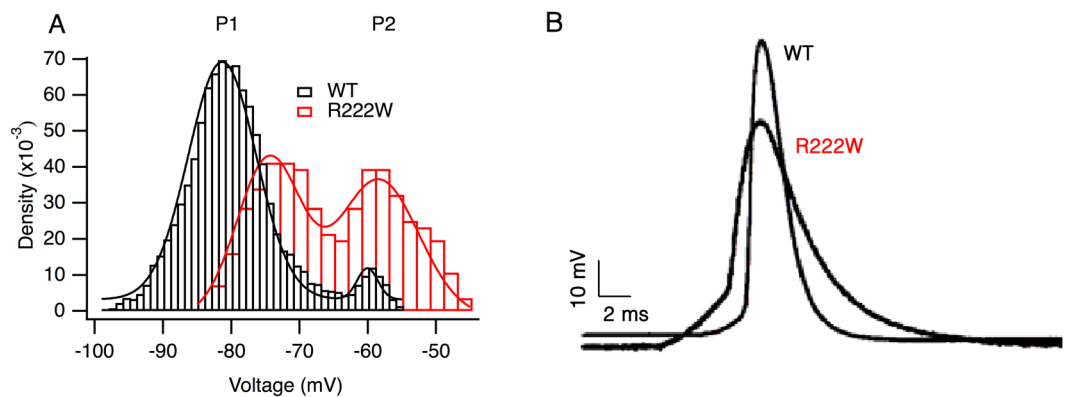 A
P1
P2
B
70
60
50
40
30
20
10
0
Density (x10⁻³)
WT
R222W
-100
-90
-80
-70
-60
-50
Voltage (mV)
WT
R222W
10 mV
2 ms